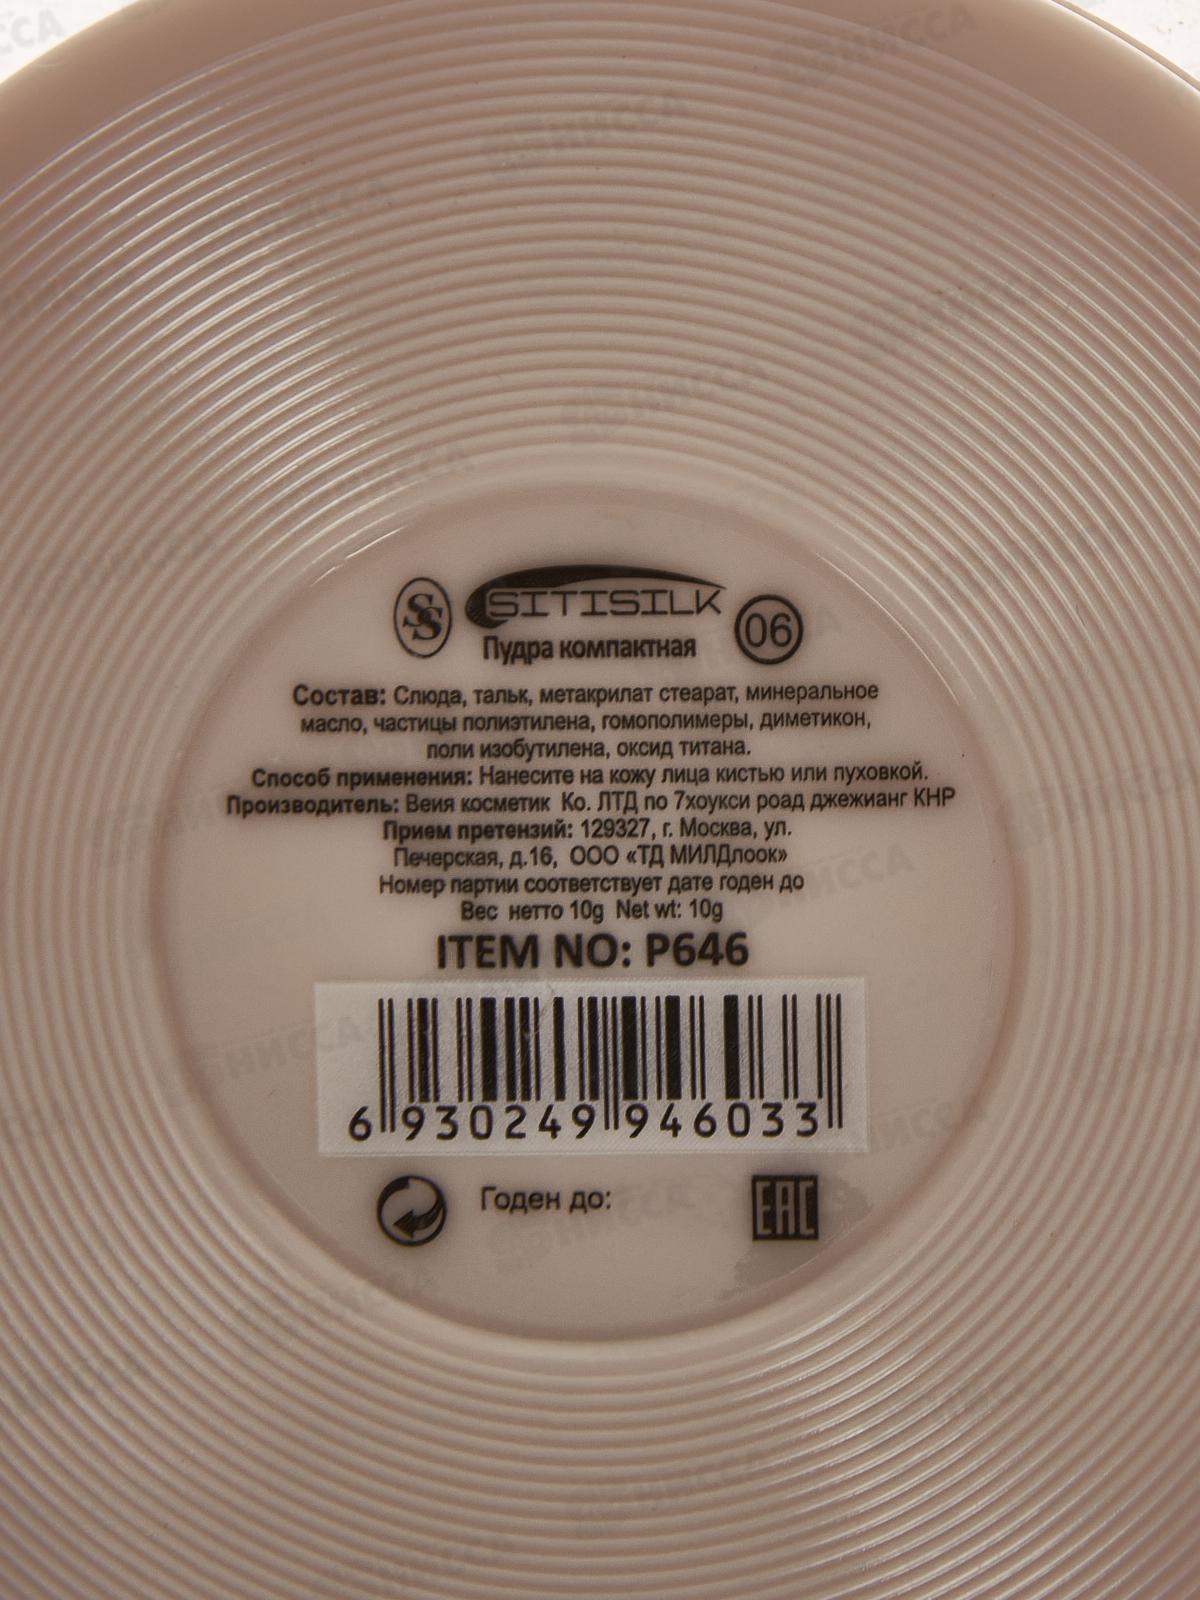 SS SITISILK 06
Пудра компактная
Состав: Слюда, тальк, метакрилат стеарат, минеральное
масло, частицы полиэтилена, гомополимеры, диметикон,
поли изобутилена, оксид титана.
Способ применения: Нанесите на кожу лица кистью или пуховкой.
Производитель: Веия косметик Ко. ЛТД по 7хоукси роад джежианг КНР
Прием претензий: 129327, г. Москва, ул.
Печерская, д.16, ООО «ТД МИЛДлоок»
Номер партии соответствует дате годен до
Вес нетто 10g Net wt: 10g
ITEM NO: P646
6 930249 946033
Годен до: EAC